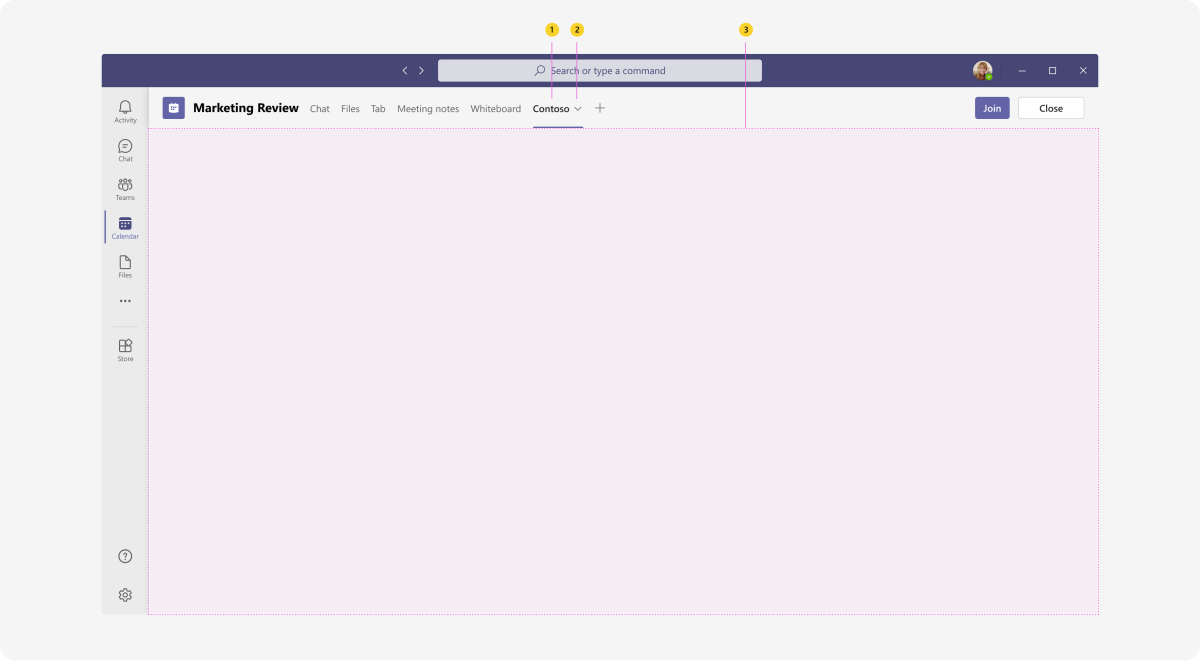 1 2 3
Search or type a command
Marketing Review Chat Files Tab Meeting notes Whiteboard Contoso Join Close
Activity
Chat
Teams
Calendar
Files
Store